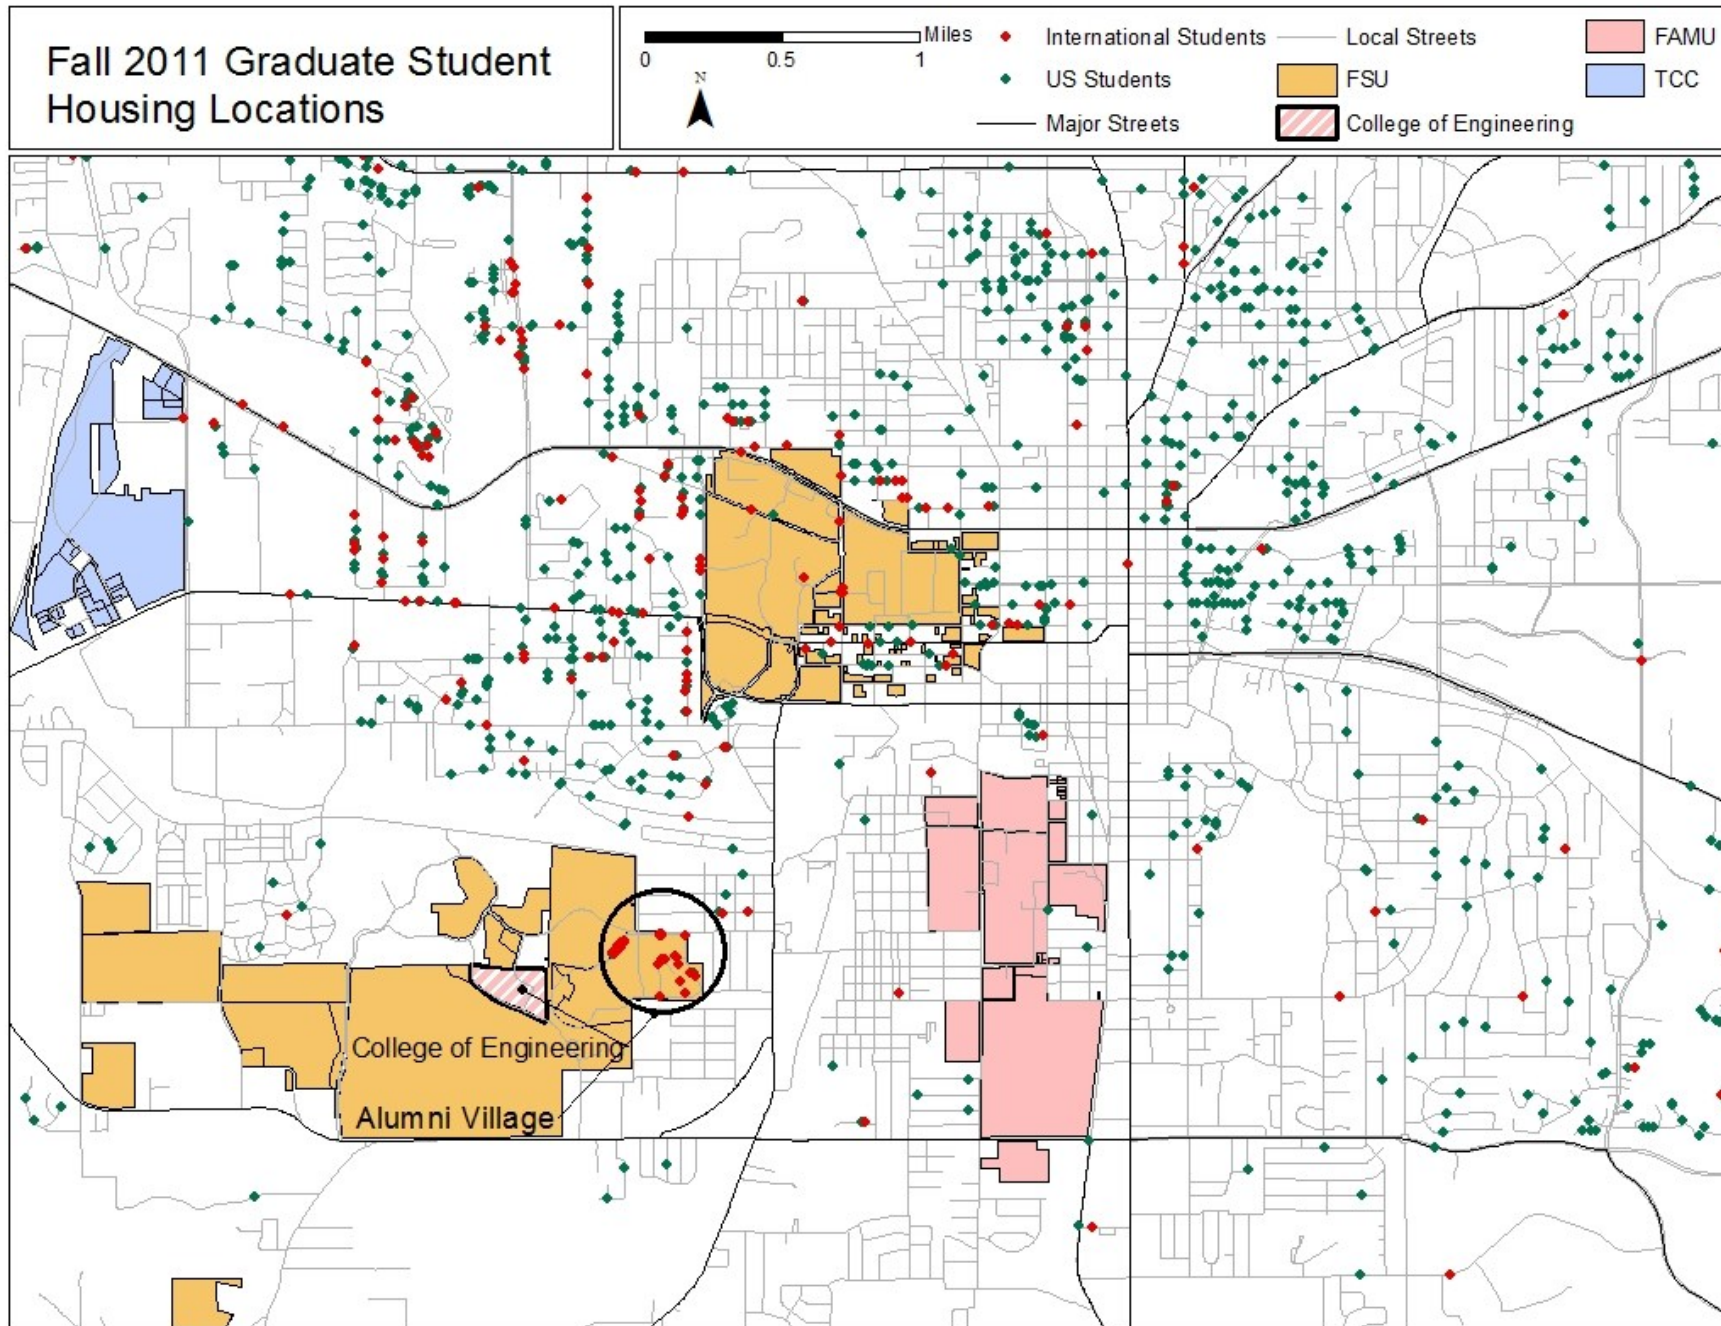 Fall 2011 Graduate Student
Housing Locations
Miles
0 0.5 1
N
International Students
US Students
Major Streets
Local Streets
FSU
College of Engineering
FAMU
TCC
College of Engineering
Alumni Village